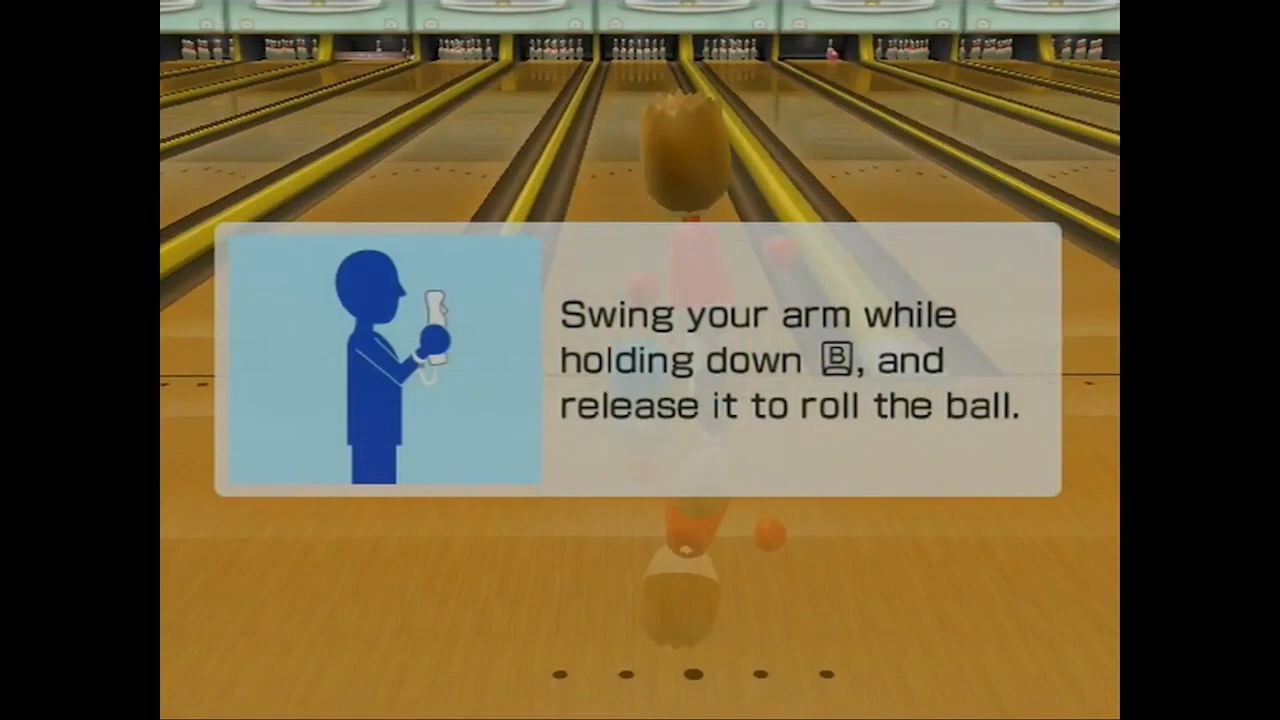 Swing your arm while
holding down B, and
release it to roll the ball.